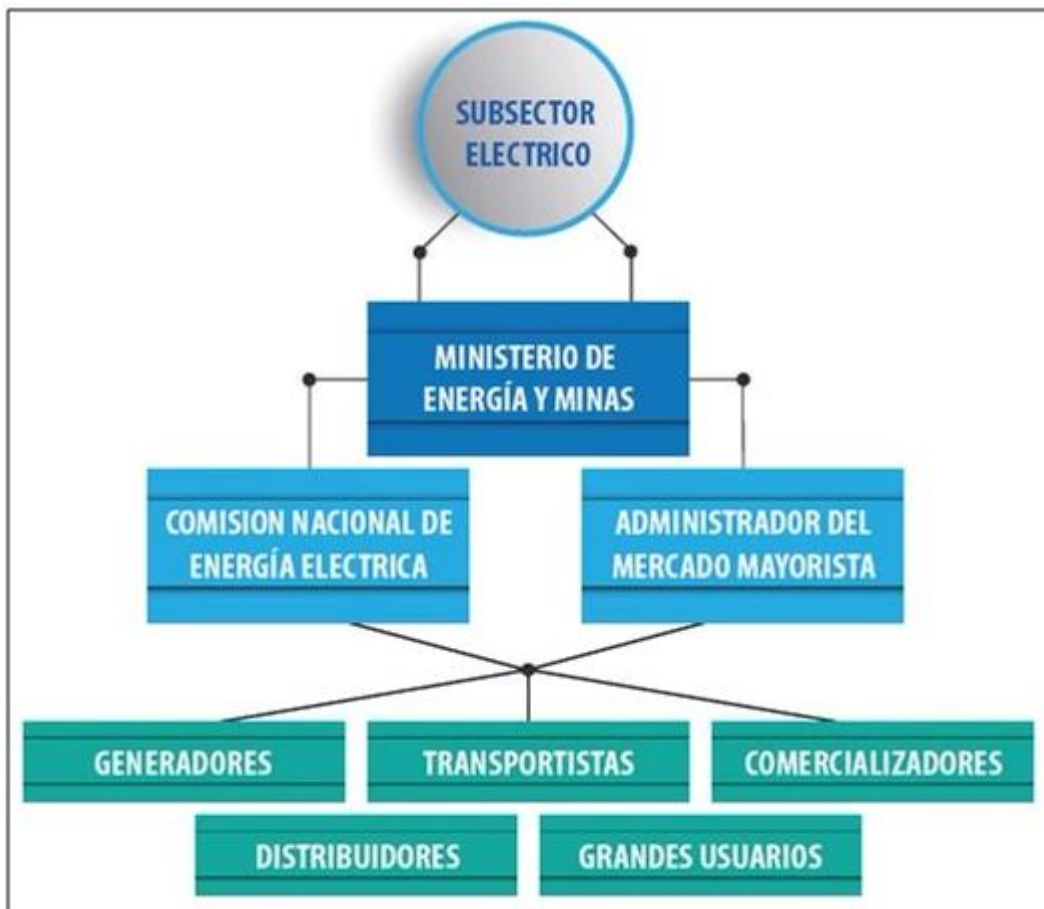 SUBSECTOR
ELECTRICO
MINISTERIO DE
ENERGÍA Y MINAS
COMISION NACIONAL DE
ENERGÍA ELECTRICA
ADMINISTRADOR DEL
MERCADO MAYORISTA
GENERADORES
TRANSPORTISTAS
COMERCIALIZADORES
DISTRIBUIDORES
GRANDES USUARIOS